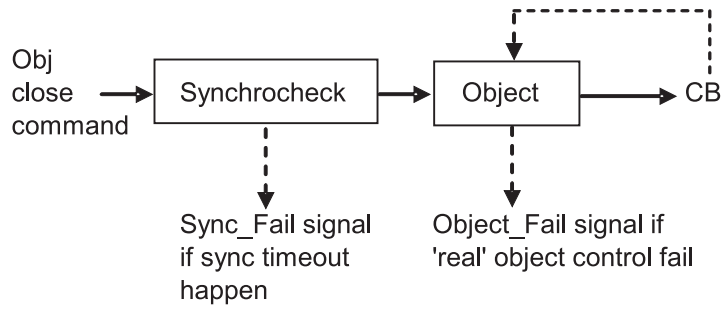 Obj
close
command
Synchrocheck
Object
CB
Sync_Fail signal
if sync timeout
happen
Object_Fail signal if
'real' object control fail